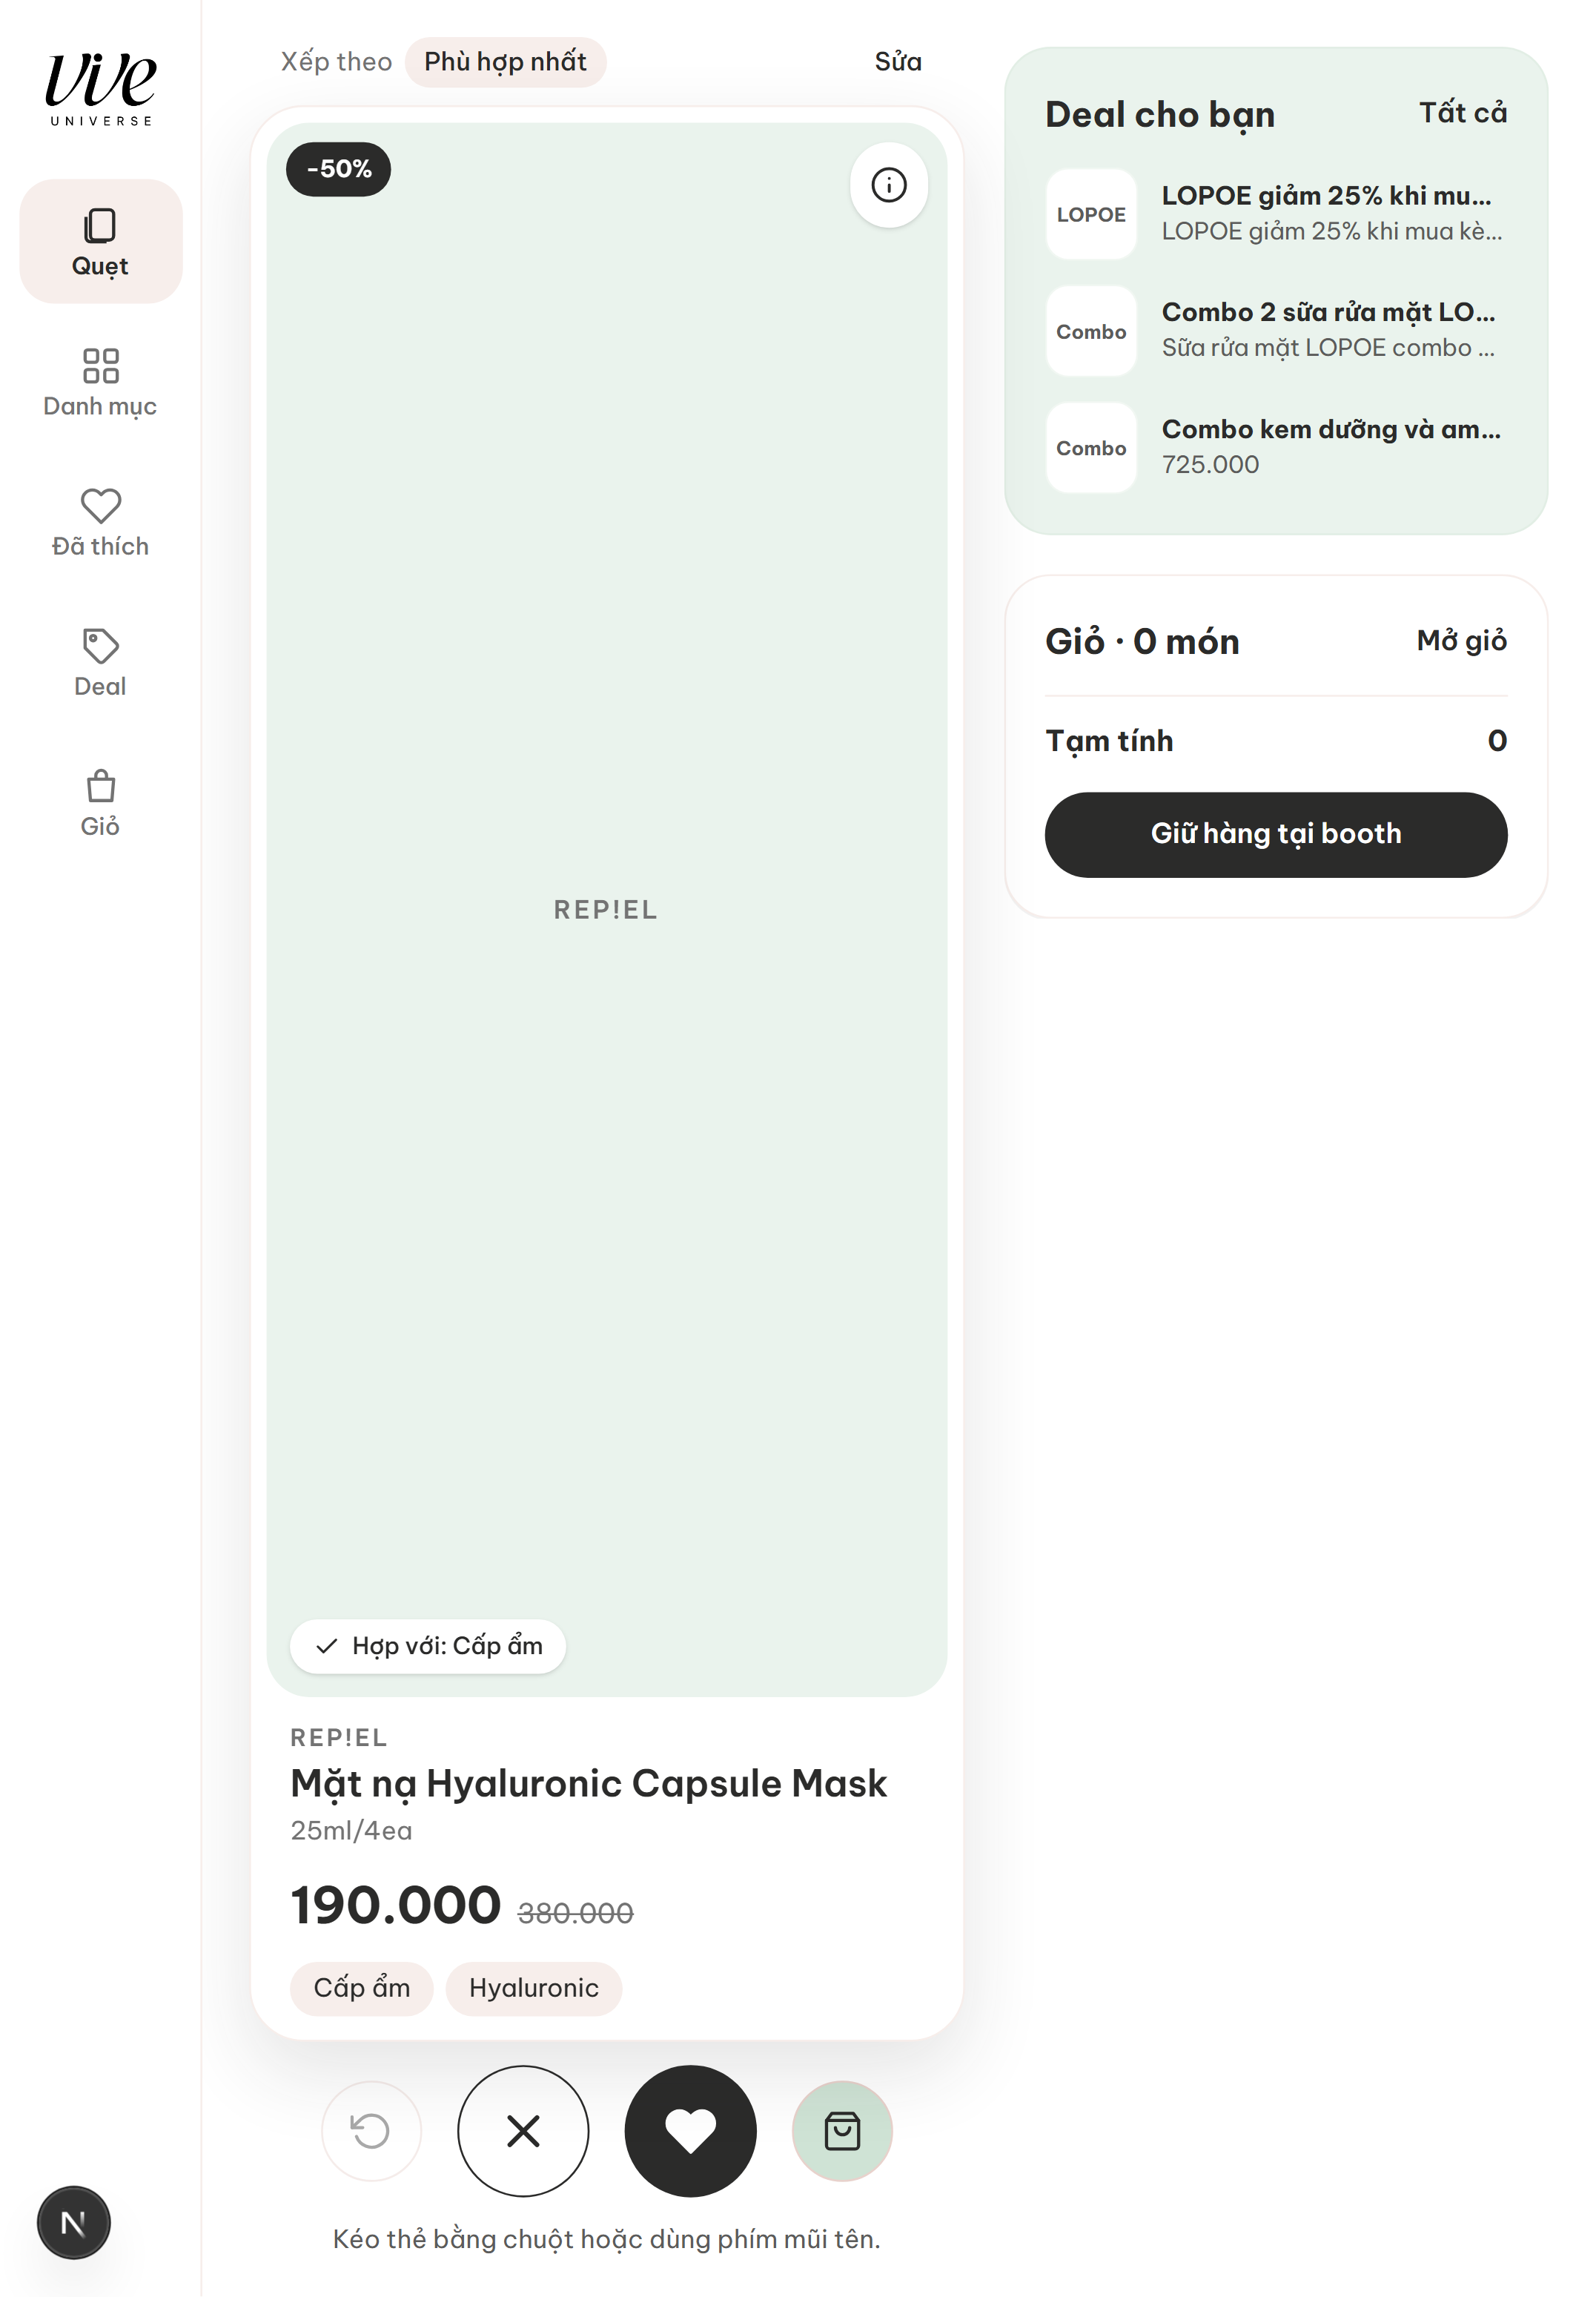 Vive
UNIVERSE
Quẹt
Danh mục
Đã thích
Deal
Giỏ
N
Xếp theo Phù hợp nhất Sửa
-50%
REP!EL
Hợp với: Cấp ẩm
REP!EL
Mặt nạ Hyaluronic Capsule Mask
25ml/4ea
190.000 380.000
Cấp ẩm Hyaluronic
Kéo thẻ bằng chuột hoặc dùng phím mũi tên.
Deal cho bạn Tất cả
LOPOE
LOPOE giảm 25% khi mu...
LOPOE giảm 25% khi mua kè...
Combo
Combo 2 sữa rửa mặt LO...
Sữa rửa mặt LOPOE combo ...
Combo
Combo kem dưỡng và am...
725.000
Giỏ · 0 món Mở giỏ
Tạm tính 0
Giữ hàng tại booth